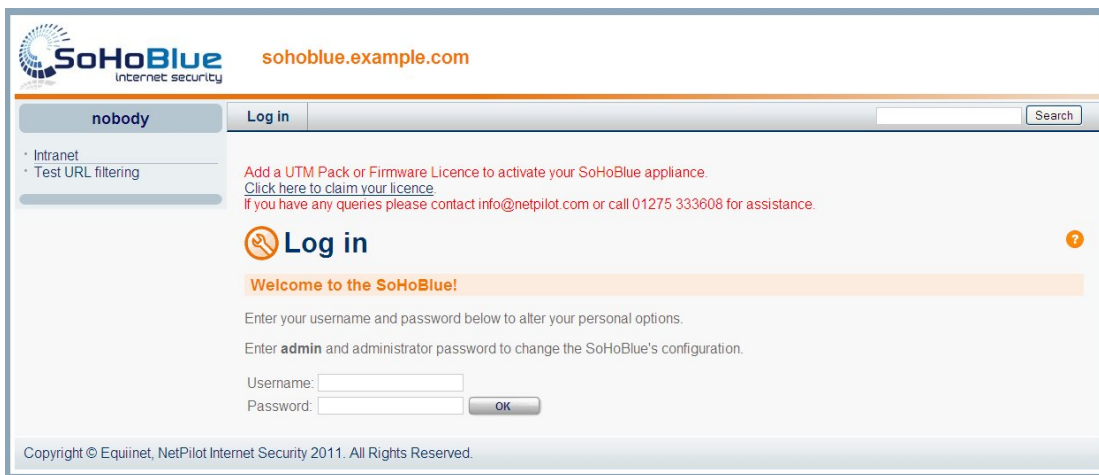 SoHoBlue
internet security
sohoblue.example.com
nobody
Log in
Search
Intranet
Test URL filtering
Add a UTM Pack or Firmware Licence to activate your SoHoBlue appliance.
Click here to claim your licence.
If you have any queries please contact info@netpilot.com or call 01275 333608 for assistance.
Log in
?
Welcome to the SoHoBlue!
Enter your username and password below to alter your personal options.
Enter admin and administrator password to change the SoHoBlue's configuration.
Username:
Password:
OK
Copyright © Equiinet, NetPilot Internet Security 2011. All Rights Reserved.